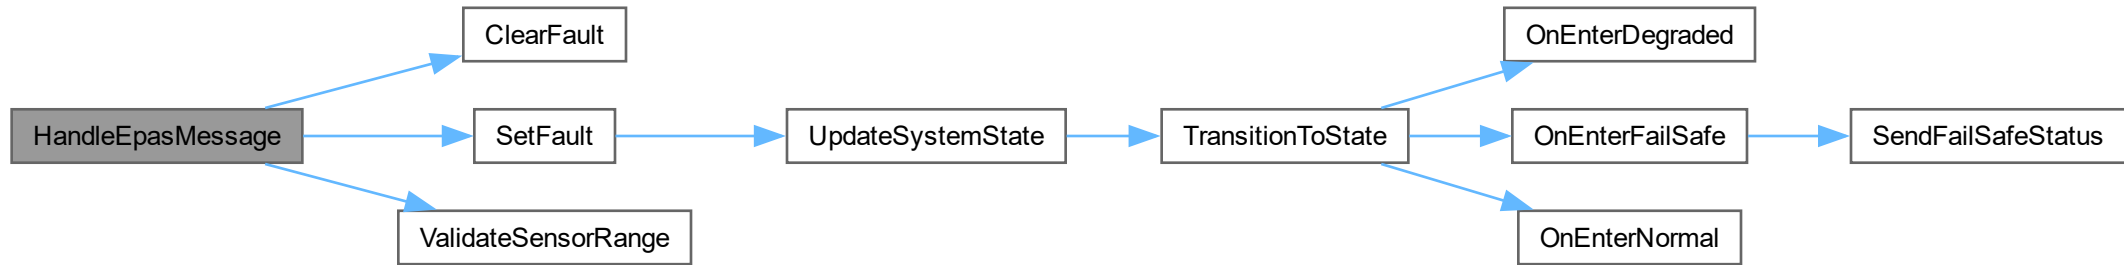 HandleEpasMessage
ClearFault
SetFault
ValidateSensorRange
UpdateSystemState
TransitionToState
OnEnterDegraded
OnEnterFailSafe
OnEnterNormal
SendFailSafeStatus